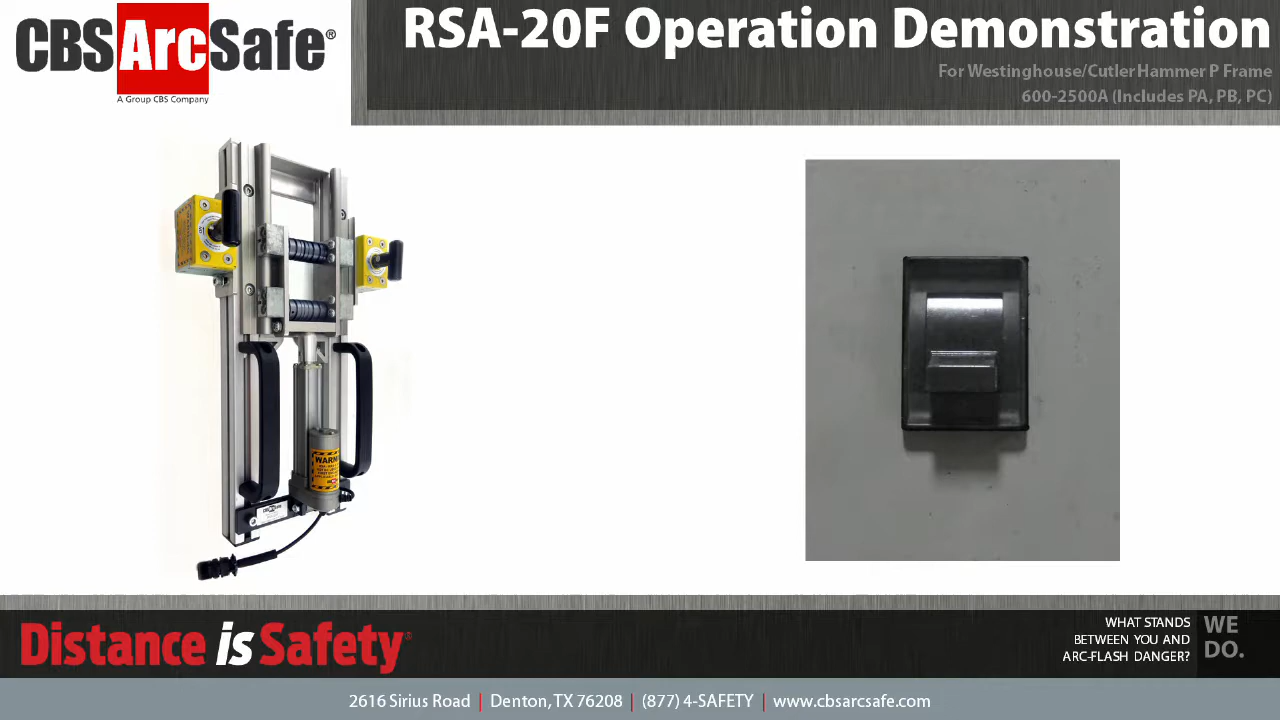 CBSArcSafe®
A Group CBS Company
RSA-20F Operation Demonstration
For Westinghouse/Cutler Hammer P Frame
600-2500A (Includes PA, PB, PC)
Distance is Safety®
WHAT STANDS
BETWEEN YOU AND
ARC-FLASH DANGER?
WE
DO.
2616 Sirius Road | Denton, TX 76208 | (877) 4-SAFETY | www.cbsarcsafe.com